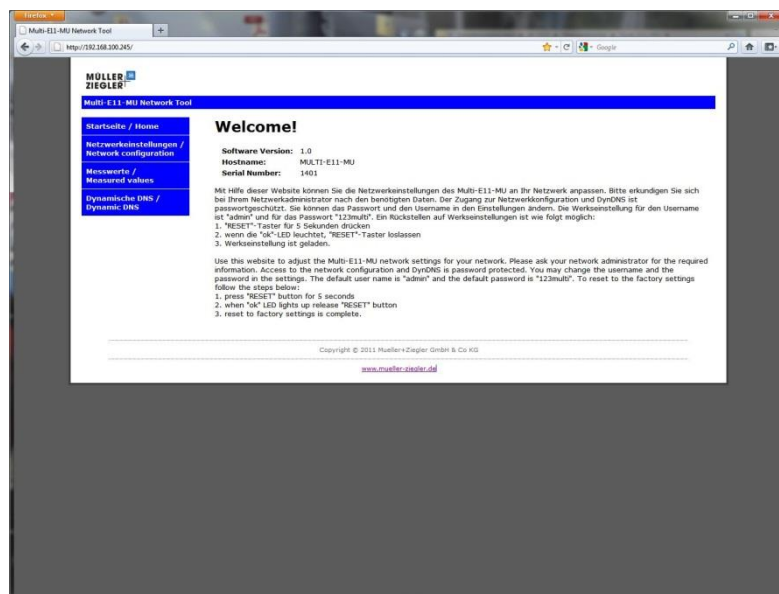 Firefox
Multi-E11-MU Network Tool
http://192.168.100.245/
Google
MÜLLER
ZIEGLER
Multi-E11-MU Network Tool
Startseite / Home
Netzwerkeinstellungen /
Network configuration
Messwerte /
Measured values
Dynamische DNS /
Dynamic DNS
Welcome!
Software Version: 1.0
Hostname: MULTI-E11-MU
Serial Number: 1401
Mit Hilfe dieser Website können Sie die Netzwerkeinstellungen des Multi-E11-MU an Ihr Netzwerk anpassen. Bitte erkundigen Sie sich
bei Ihrem Netzwerkadministrator nach den benötigten Daten. Der Zugang zur Netzwerkkonfiguration und DynDNS ist
passwortgeschützt. Sie können das Passwort und den Username in den Einstellungen ändern. Die Werkseinstellung für den Username
ist "admin" und für das Passwort "123multi". Ein Rückstellen auf Werkseinstellungen ist wie folgt möglich:
1. "RESET"-Taster für 5 Sekunden drücken
2. wenn die "ok"-LED leuchtet, "RESET"-Taster loslassen
3. Werkseinstellung ist geladen.
Use this website to adjust the Multi-E11-MU network settings for your network. Please ask your network administrator for the required
information. Access to the network configuration and DynDNS is password protected. You may change the username and the
password in the settings. The default user name is "admin" and the default password is "123multi". To reset to the factory settings
follow the steps below:
1. press "RESET" button for 5 seconds
2. when "ok" LED lights up release "RESET" button
3. reset to factory settings is complete.
Copyright © 2011 Mueller+Ziegler GmbH & Co KG
www.mueller-ziegler.de